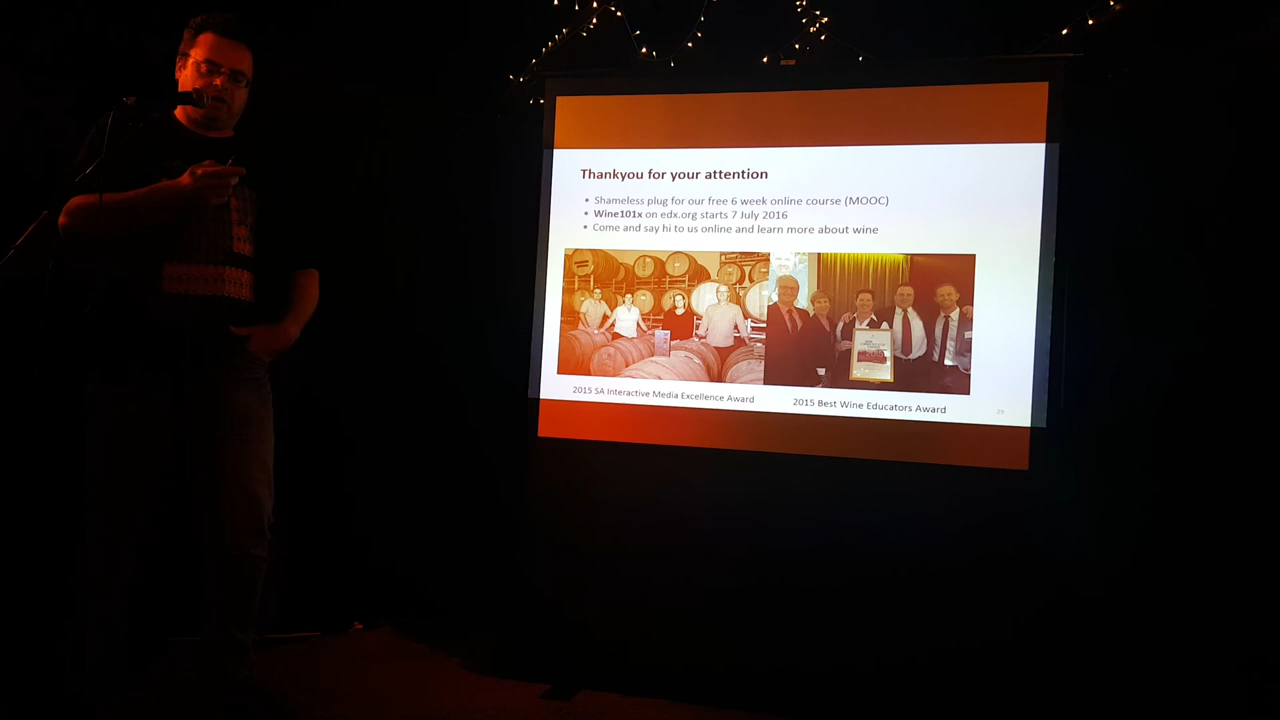 Thankyou for your attention
• Shameless plug for our free 6 week online course (MOOC)
• Wine101x on edx.org starts 7 July 2016
• Come and say hi to us online and learn more about wine
2015
2015 SA Interactive Media Excellence Award
2015 Best Wine Educators Award
29